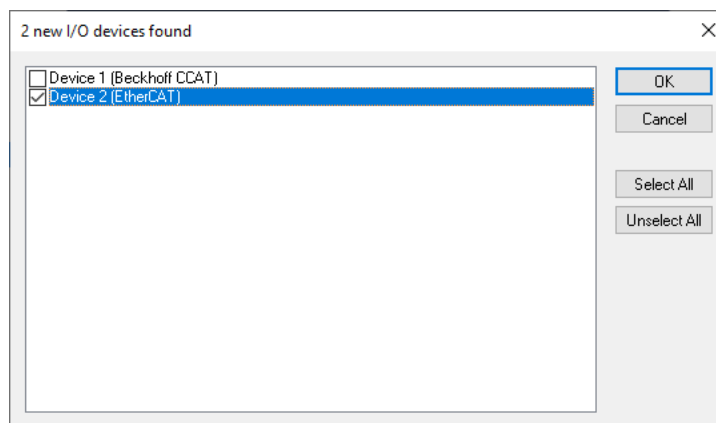 2 new I/O devices found
Device 1 (Beckhoff CCAT)
Device 2 (EtherCAT)
OK
Cancel
Select All
Unselect All